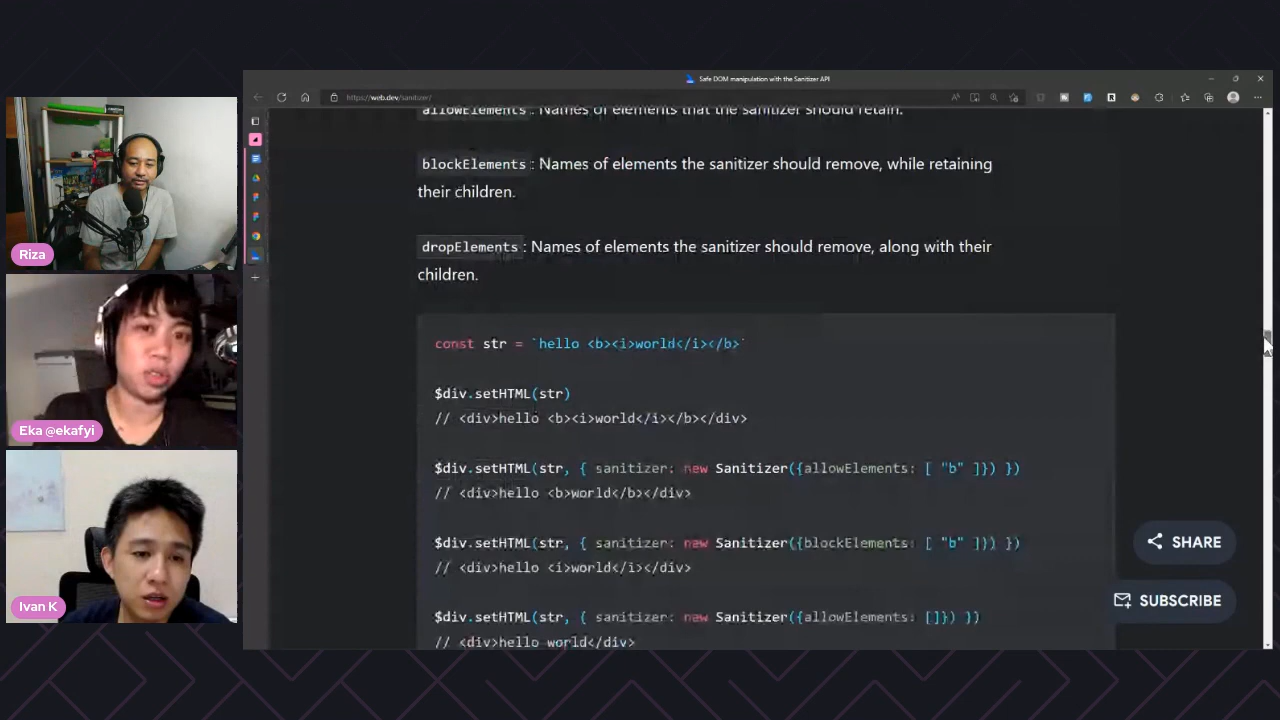 Safe DOM manipulation with the Sanitizer API
https://web.dev/sanitizer/
allowElements: Names of elements that the sanitizer should retain.
blockElements: Names of elements the sanitizer should remove, while retaining
their children.
dropElements: Names of elements the sanitizer should remove, along with their
children.
const str = `hello <b><i>world</i></b>`
$div.setHTML(str)
// <div>hello <b><i>world</i></b></div>
$div.setHTML(str, { sanitizer: new Sanitizer({allowElements: [ "b" ]}) })
// <div>hello <b>world</b></div>
$div.setHTML(str, { sanitizer: new Sanitizer({blockElements: [ "b" ]}) })
// <div>hello <i>world</i></div>
$div.setHTML(str, { sanitizer: new Sanitizer({allowElements: []}) })
// <div>hello world</div>
SHARE
SUBSCRIBE
Riza
Eka @ekafyi
Ivan K